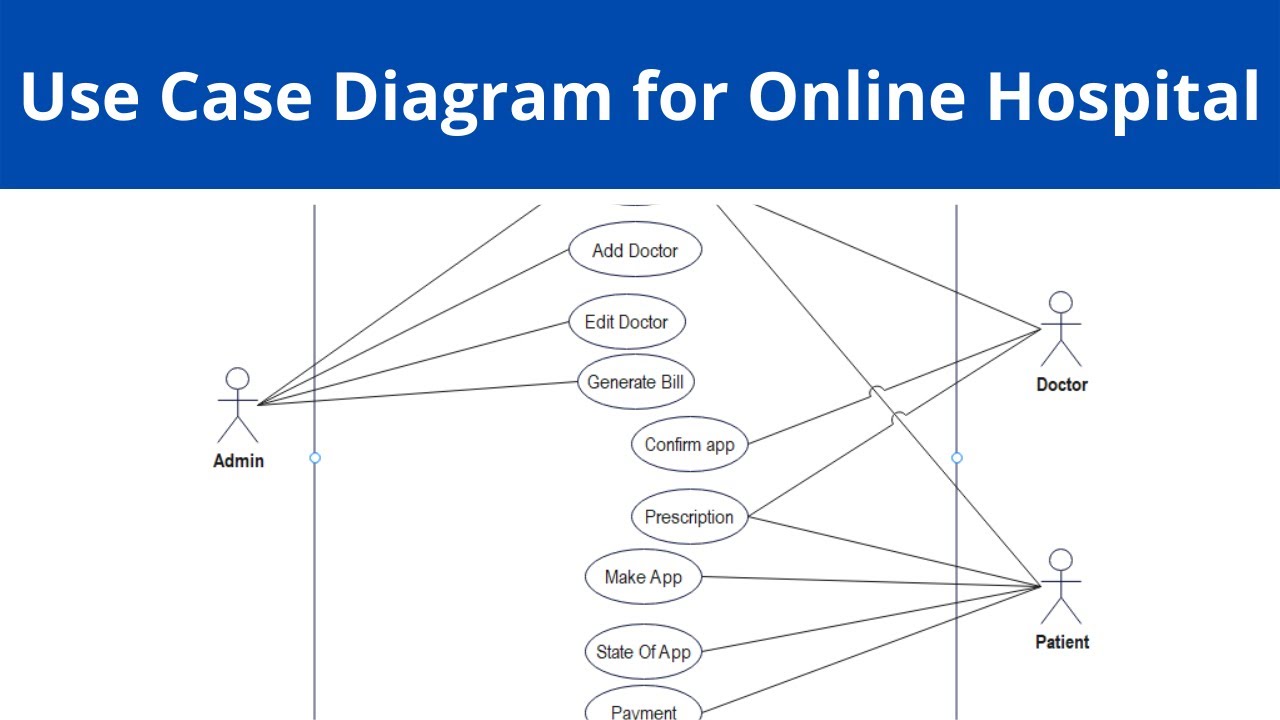 Use Case Diagram for Online Hospital
Add Doctor
Edit Doctor
Generate Bill
Confirm app
Prescription
Make App
State Of App
Payment
Admin
Doctor
Patient